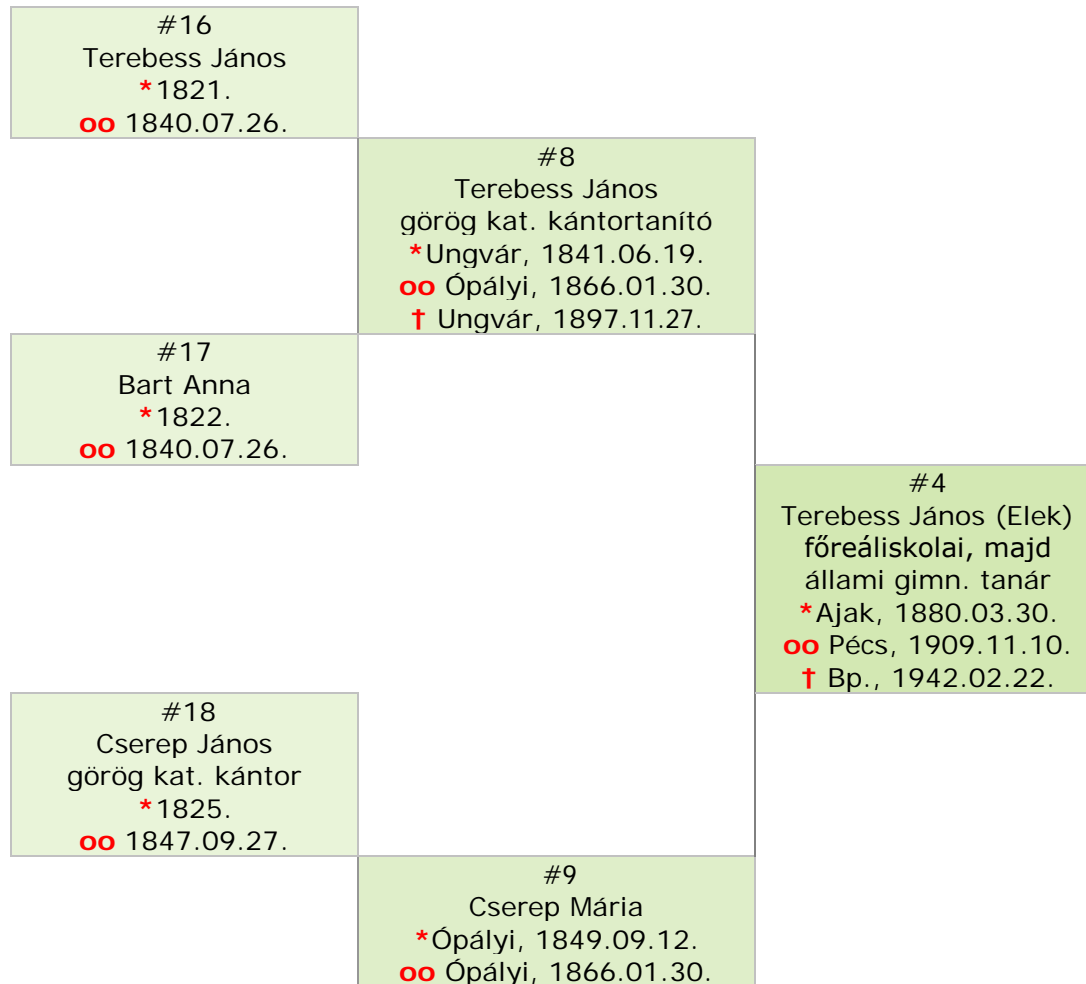 #16
Terebess János
*1821.
oo 1840.07.26.
#8
Terebess János
görög kat. kántortanító
*Ungvár, 1841.06.19.
oo Ópályi, 1866.01.30.
† Ungvár, 1897.11.27.
#17
Bart Anna
*1822.
oo 1840.07.26.
#4
Terebess János (Elek)
főreáliskolai, majd
állami gimn. tanár
*Ajak, 1880.03.30.
oo Pécs, 1909.11.10.
† Bp., 1942.02.22.
#18
Cserep János
görög kat. kántor
*1825.
oo 1847.09.27.
#9
Cserep Mária
*Ópályi, 1849.09.12.
oo Ópályi, 1866.01.30.